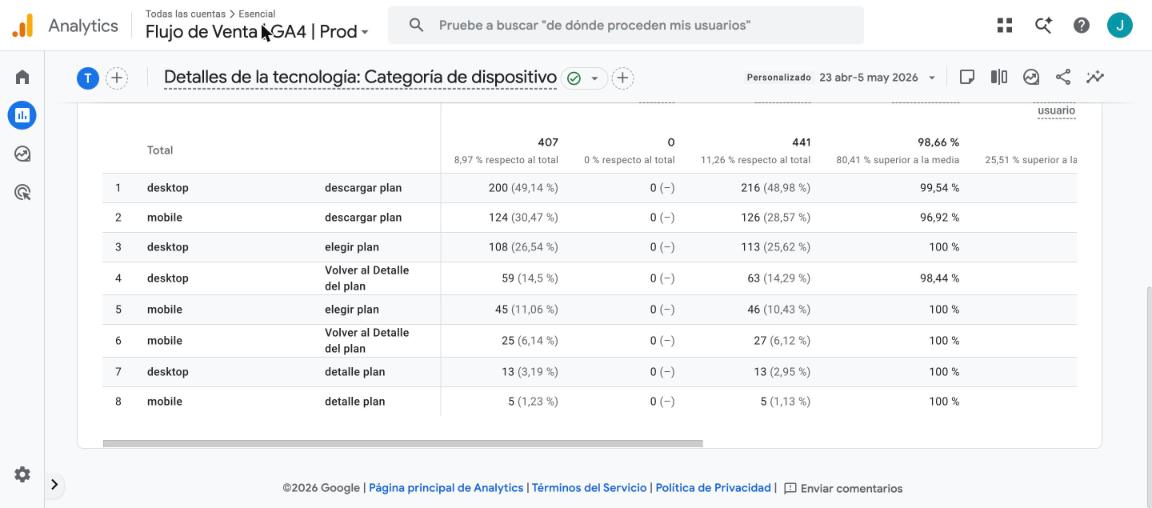 Analytics
Todas las cuentas > Esencial
Flujo de Venta GA4 | Prod
Pruebe a buscar "de dónde proceden mis usuarios"
J
T
Detalles de la tecnología: Categoría de dispositivo
Personalizado 23 abr-5 may 2026
usuario
Total
407 0 441 98,66 %
8,97 % respecto al total 0 % respecto al total 11,26 % respecto al total 80,41 % superior a la media 25,51 % superior a la
1 desktop descargar plan 200 (49,14 %) 0 (–) 216 (48,98 %) 99,54 %
2 mobile descargar plan 124 (30,47 %) 0 (–) 126 (28,57 %) 96,92 %
3 desktop elegir plan 108 (26,54 %) 0 (–) 113 (25,62 %) 100 %
4 desktop Volver al Detalle del plan 59 (14,5 %) 0 (–) 63 (14,29 %) 98,44 %
5 mobile elegir plan 45 (11,06 %) 0 (–) 46 (10,43 %) 100 %
6 mobile Volver al Detalle del plan 25 (6,14 %) 0 (–) 27 (6,12 %) 100 %
7 desktop detalle plan 13 (3,19 %) 0 (–) 13 (2,95 %) 100 %
8 mobile detalle plan 5 (1,23 %) 0 (–) 5 (1,13 %) 100 %
©2026 Google | Página principal de Analytics | Términos del Servicio | Política de Privacidad | Enviar comentarios